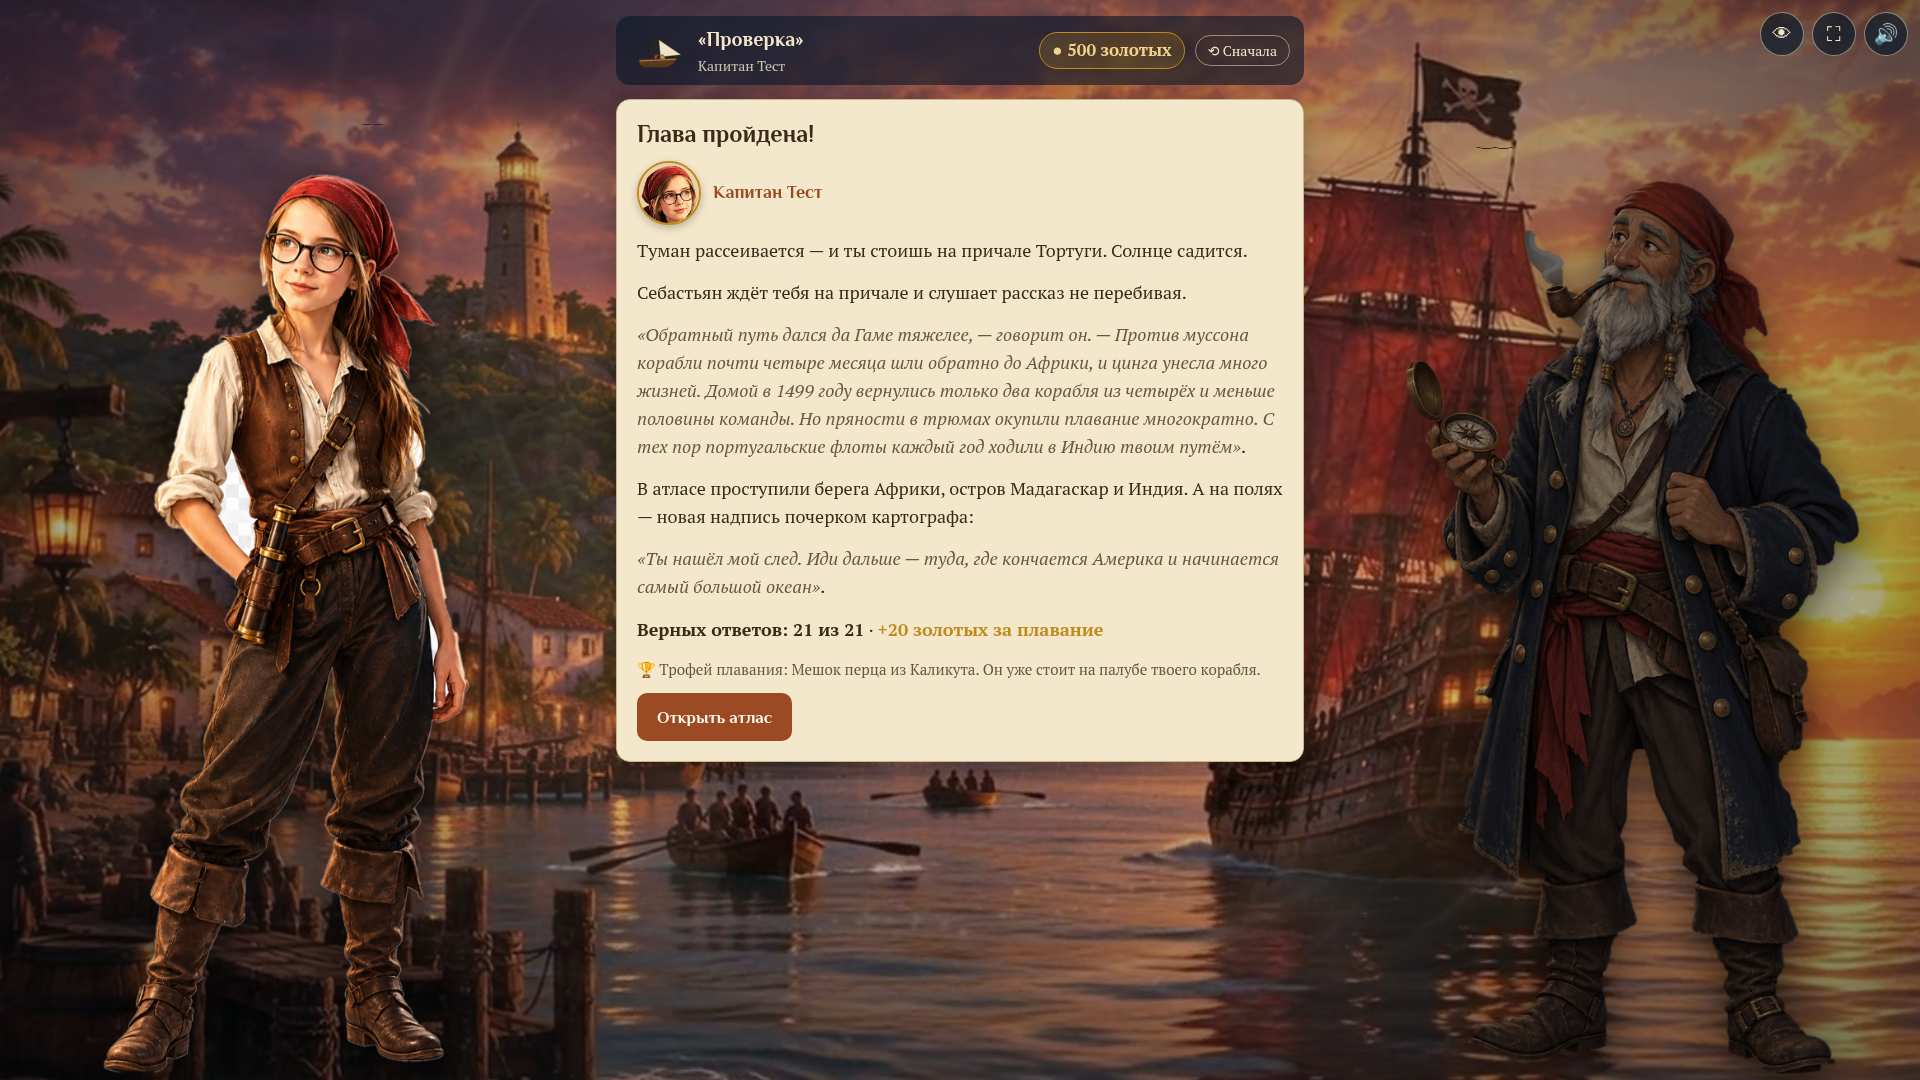 «Проверка»
Капитан Тест
● 500 золотых
⟲ Сначала
Глава пройдена!
Капитан Тест
Туман рассеивается — и ты стоишь на причале Тортуги. Солнце садится.
Себастьян ждёт тебя на причале и слушает рассказ не перебивая.
«Обратный путь дался да Гаме тяжелее, — говорит он. — Против муссона
корабли почти четыре месяца шли обратно до Африки, и цинга унесла много
жизней. Домой в 1499 году вернулись только два корабля из четырёх и меньше
половины команды. Но пряности в трюмах окупили плавание многократно. С
тех пор португальские флоты каждый год ходили в Индию твоим путём».
В атласе проступили берега Африки, остров Мадагаскар и Индия. А на полях
— новая надпись почерком картографа:
«Ты нашёл мой след. Иди дальше — туда, где кончается Америка и начинается
самый большой океан».
Верных ответов: 21 из 21 · +20 золотых за плавание
🏆 Трофей плавания: Мешок перца из Каликута. Он уже стоит на палубе твоего корабля.
Открыть атлас